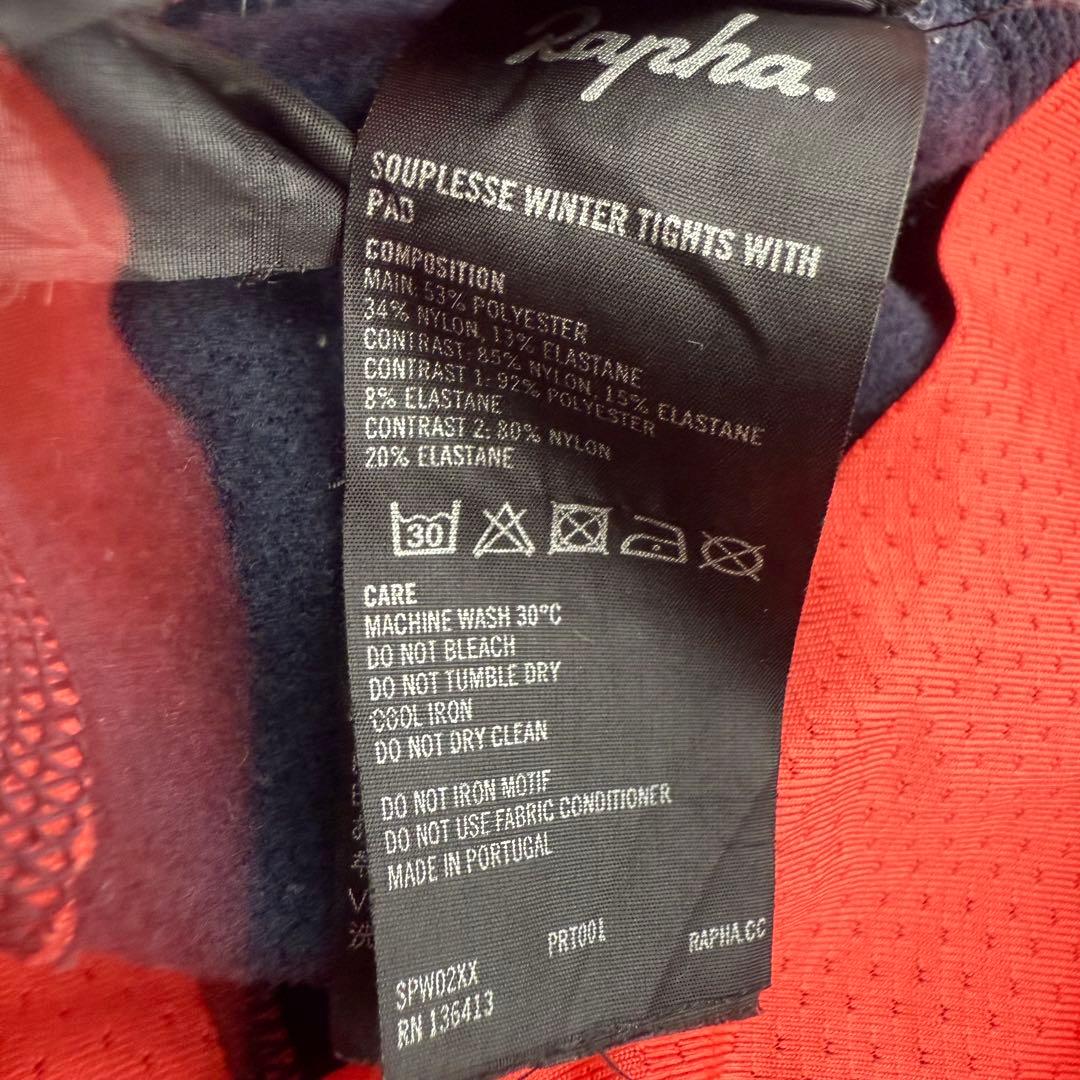 Rapha.
SOUPLESSE WINTER TIGHTS WITH
PAD
COMPOSITION
MAIN: 53% POLYESTER
34% NYLON, 13% ELASTANE
CONTRAST: 85% NYLON, 15% ELASTANE
CONTRAST 1: 92% POLYESTER
8% ELASTANE
CONTRAST 2: 80% NYLON
20% ELASTANE
30
CARE
MACHINE WASH 30°C
DO NOT BLEACH
DO NOT TUMBLE DRY
COOL IRON
DO NOT DRY CLEAN
DO NOT IRON MOTIF
DO NOT USE FABRIC CONDITIONER
MADE IN PORTUGAL
PRT001
RAPHA.CC
SPW02XX
RN 136413